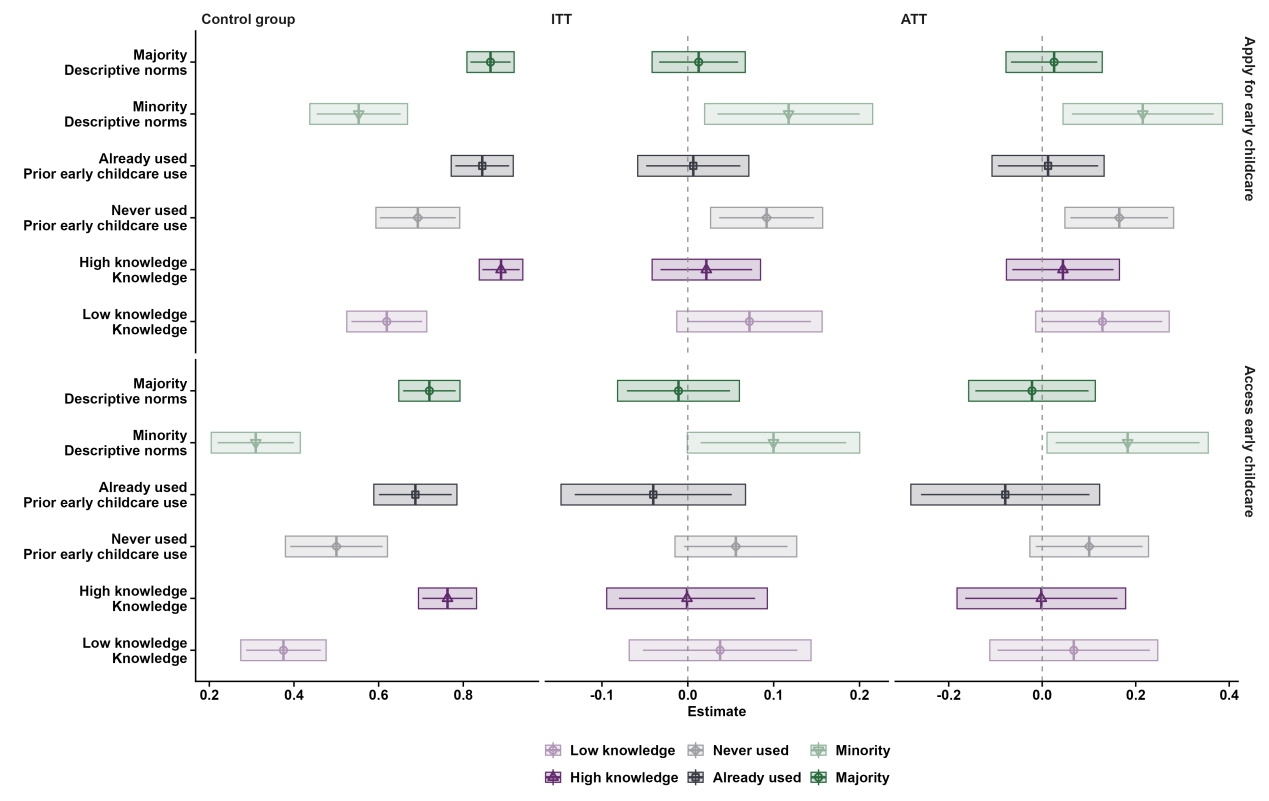 Control group
ITT
ATT
Majority
Descriptive norms
Minority
Descriptive norms
Already used
Prior early childcare use
Never used
Prior early childcare use
High knowledge
Knowledge
Low knowledge
Knowledge
Apply for early childcare
Majority
Descriptive norms
Minority
Descriptive norms
Already used
Prior early childcare use
Never used
Prior early childcare use
High knowledge
Knowledge
Low knowledge
Knowledge
Access early childcare
0.2 0.4 0.6 0.8
-0.1 0.0 0.1 0.2
-0.2 0.0 0.2 0.4
Estimate
Low knowledge Never used Minority
High knowledge Already used Majority